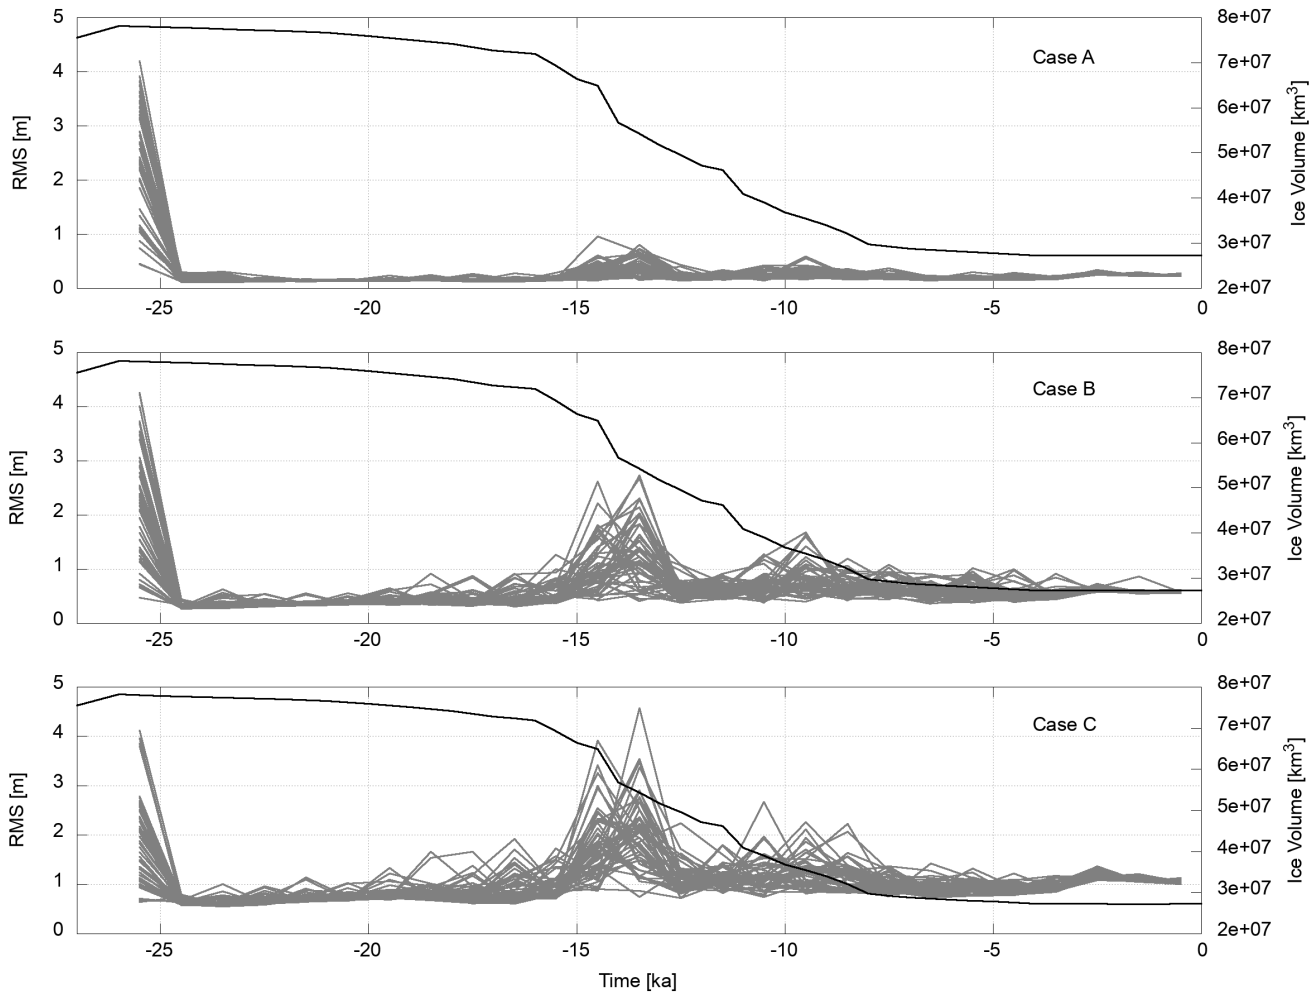 5
4
3
2
1
0
RMS [m]
Case A
8e+07
7e+07
6e+07
5e+07
4e+07
3e+07
2e+07
Ice Volume [km³]
-25 -20 -15 -10 -5 0
5
4
3
2
1
0
RMS [m]
Case B
8e+07
7e+07
6e+07
5e+07
4e+07
3e+07
2e+07
Ice Volume [km³]
-25 -20 -15 -10 -5 0
5
4
3
2
1
0
RMS [m]
Case C
8e+07
7e+07
6e+07
5e+07
4e+07
3e+07
2e+07
Ice Volume [km³]
-25 -20 -15 -10 -5 0
Time [ka]